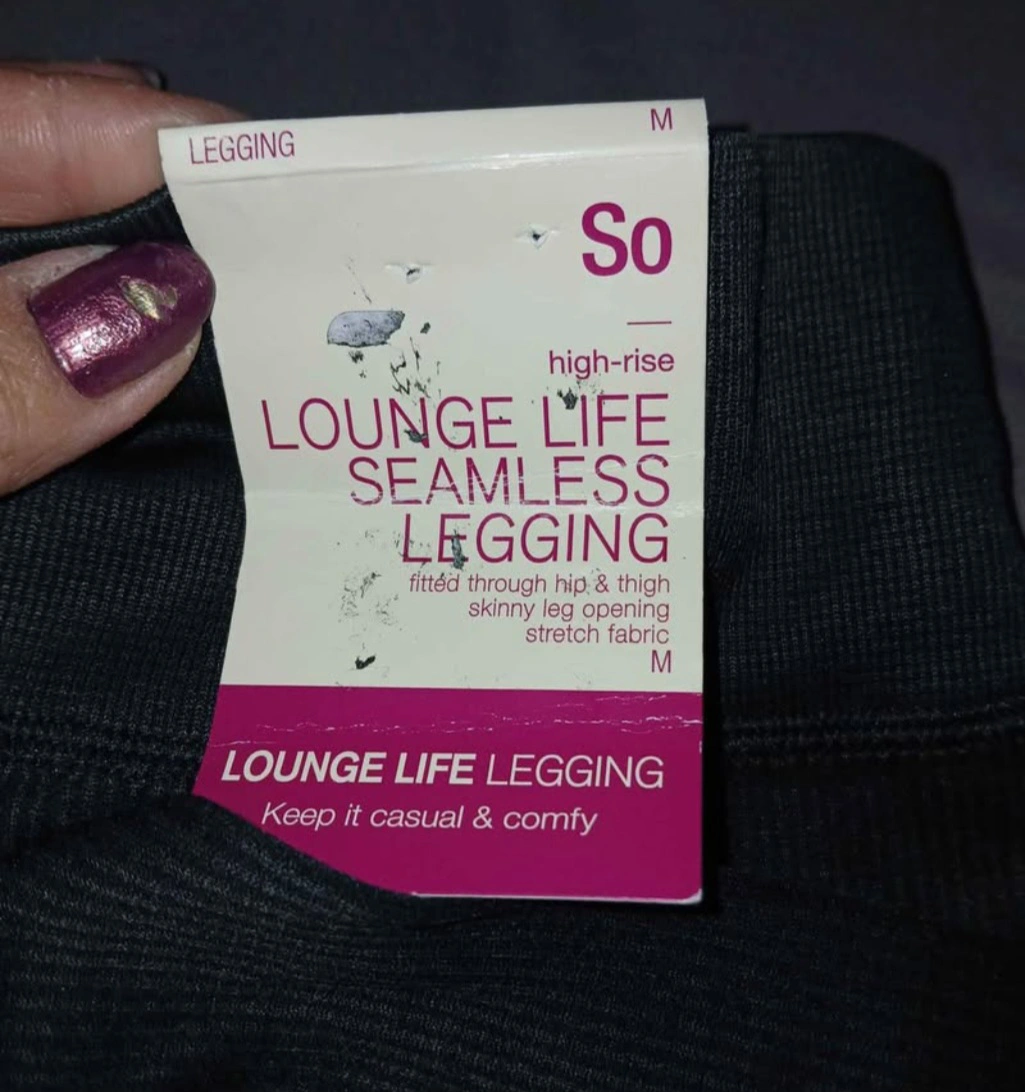 LEGGING M
So
high-rise
LOUNGE LIFE
SEAMLESS
LEGGING
fitted through hip & thigh
skinny leg opening
stretch fabric
M
LOUNGE LIFE LEGGING
Keep it casual & comfy